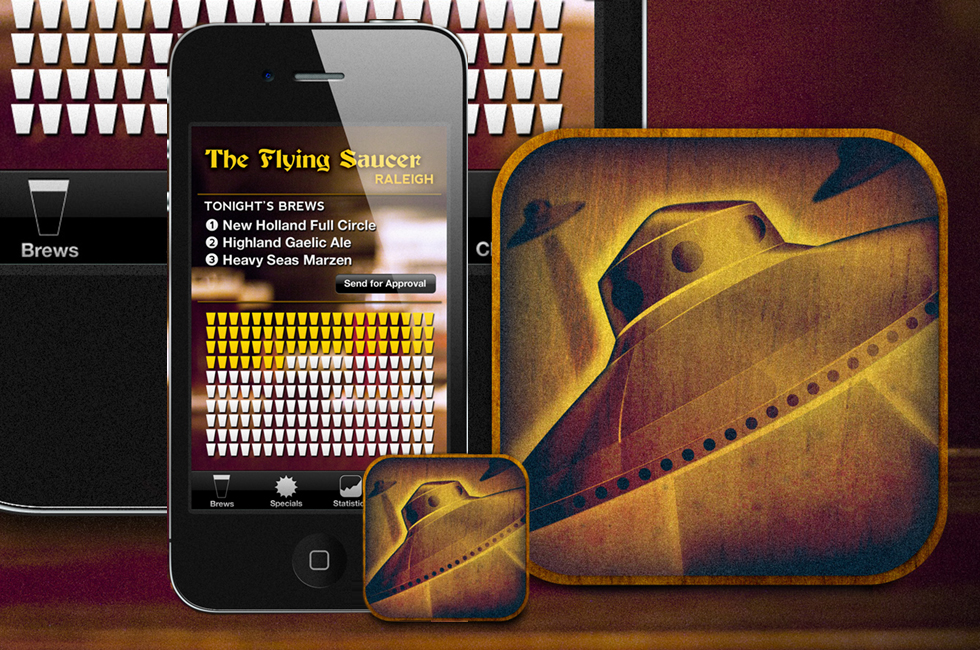 The Flying Saucer
RALEIGH
TONIGHT'S BREWS
1 New Holland Full Circle
2 Highland Gaelic Ale
3 Heavy Seas Marzen
Send for Approval
Brews
Specials
Brews